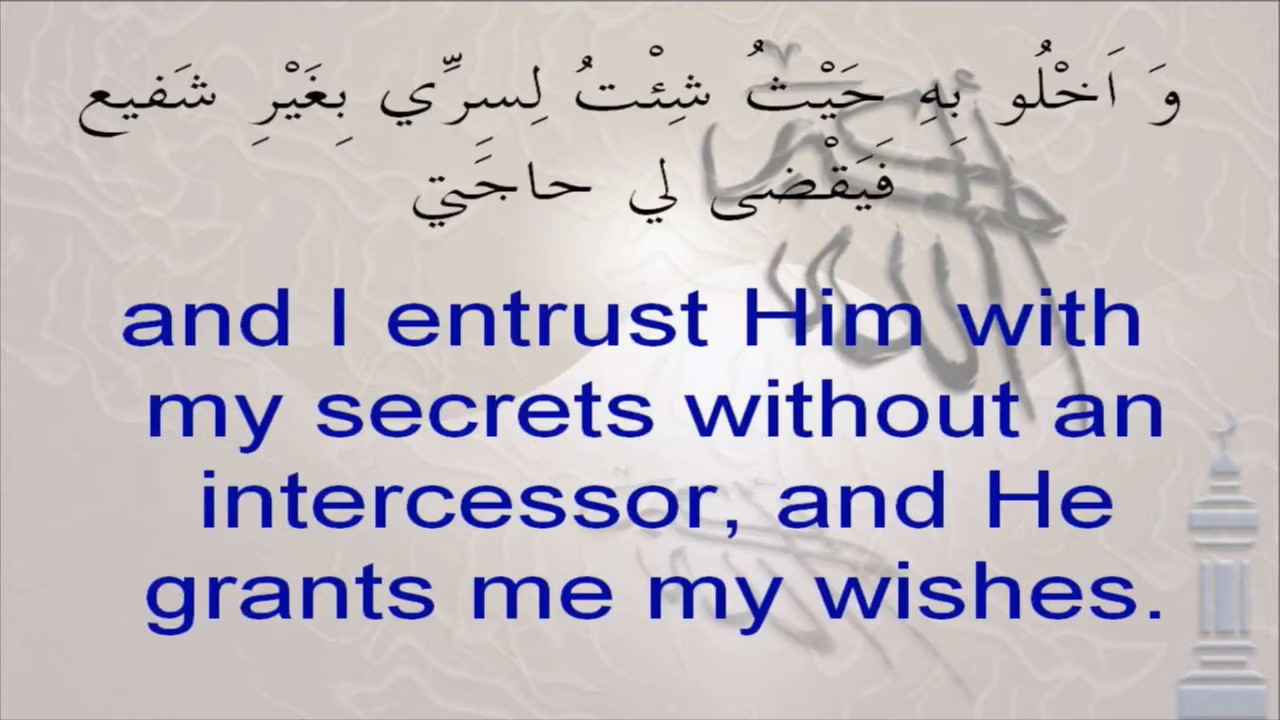 وَ اَخْلُو بِهِ حَيْثُ شِئْتُ لِسِرِّي بِغَيْرِ شَفيع
فَيَقْضى لي حاجَتي
and I entrust Him with
my secrets without an
intercessor, and He
grants me my wishes.